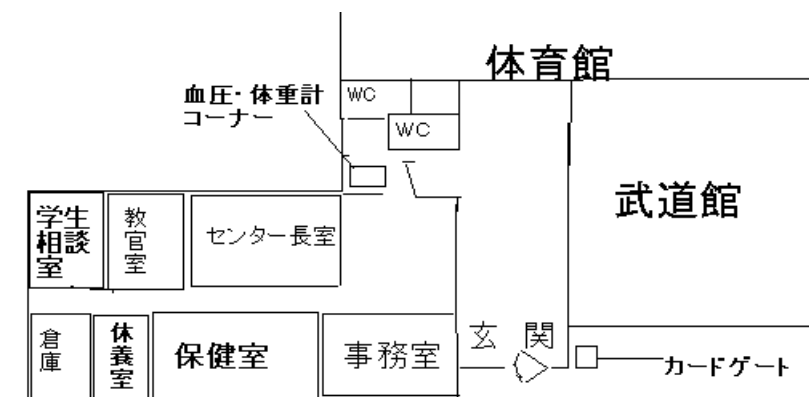 体育館
血圧・体重計
コーナー
WC
WC
武道館
学生
相談
室
教
官
室
センター長室
倉
庫
休
養
室
保健室
事務室
玄 関
カードゲート